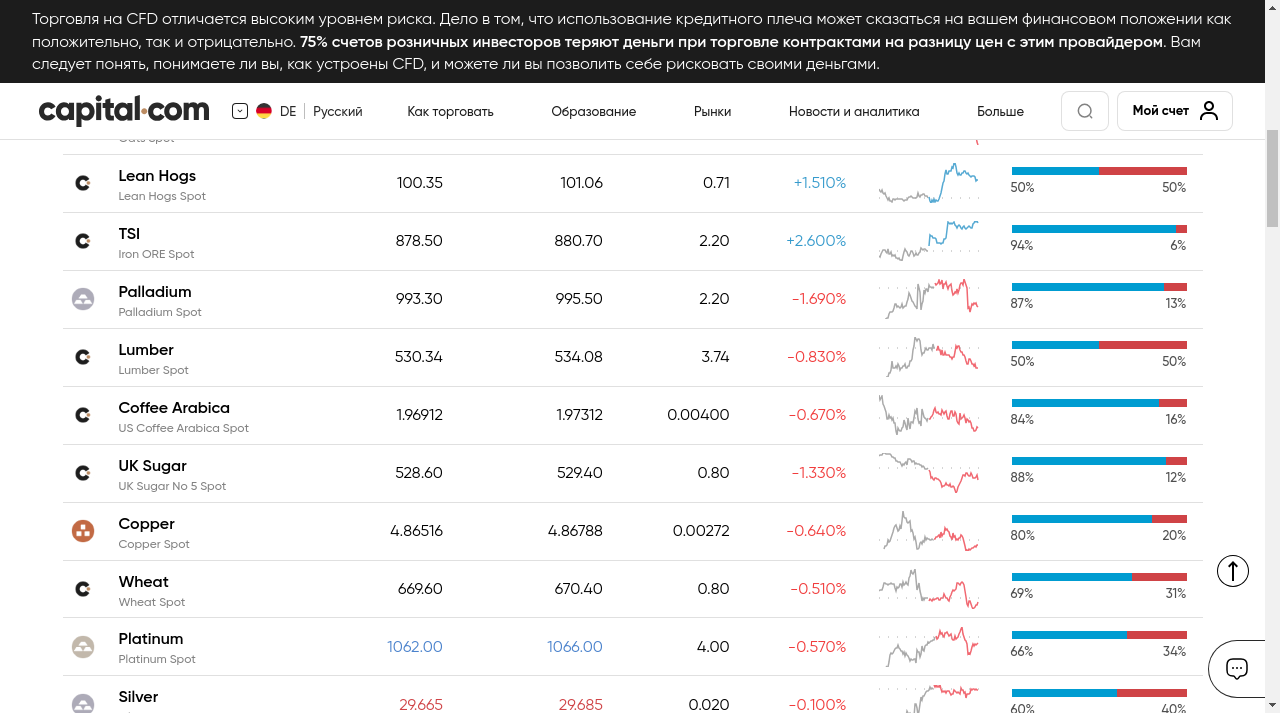 Торговля на CFD отличается высоким уровнем риска. Дело в том, что использование кредитного плеча может сказаться на вашем финансовом положении как
положительно, так и отрицательно. 75% счетов розничных инвесторов теряют деньги при торговле контрактами на разницу цен с этим провайдером. Вам
следует понять, понимаете ли вы, как устроены CFD, и можете ли вы позволить себе рисковать своими деньгами.
capital.com DE Русский Как торговать Образование Рынки Новости и аналитика Больше Мой счет
Oats Spot
Lean Hogs 100.35 101.06 0.71 +1.510%
Lean Hogs Spot 50% 50%
TSI 878.50 880.70 2.20 +2.600%
Iron ORE Spot 94% 6%
Palladium 993.30 995.50 2.20 -1.690%
Palladium Spot 87% 13%
Lumber 530.34 534.08 3.74 -0.830%
Lumber Spot 50% 50%
Coffee Arabica 1.96912 1.97312 0.00400 -0.670%
US Coffee Arabica Spot 84% 16%
UK Sugar 528.60 529.40 0.80 -1.330%
UK Sugar No 5 Spot 88% 12%
Copper 4.86516 4.86788 0.00272 -0.640%
Copper Spot 80% 20%
Wheat 669.60 670.40 0.80 -0.510%
Wheat Spot 69% 31%
Platinum 1062.00 1066.00 4.00 -0.570%
Platinum Spot 66% 34%
Silver 29.665 29.685 0.020 -0.100%
60% 40%